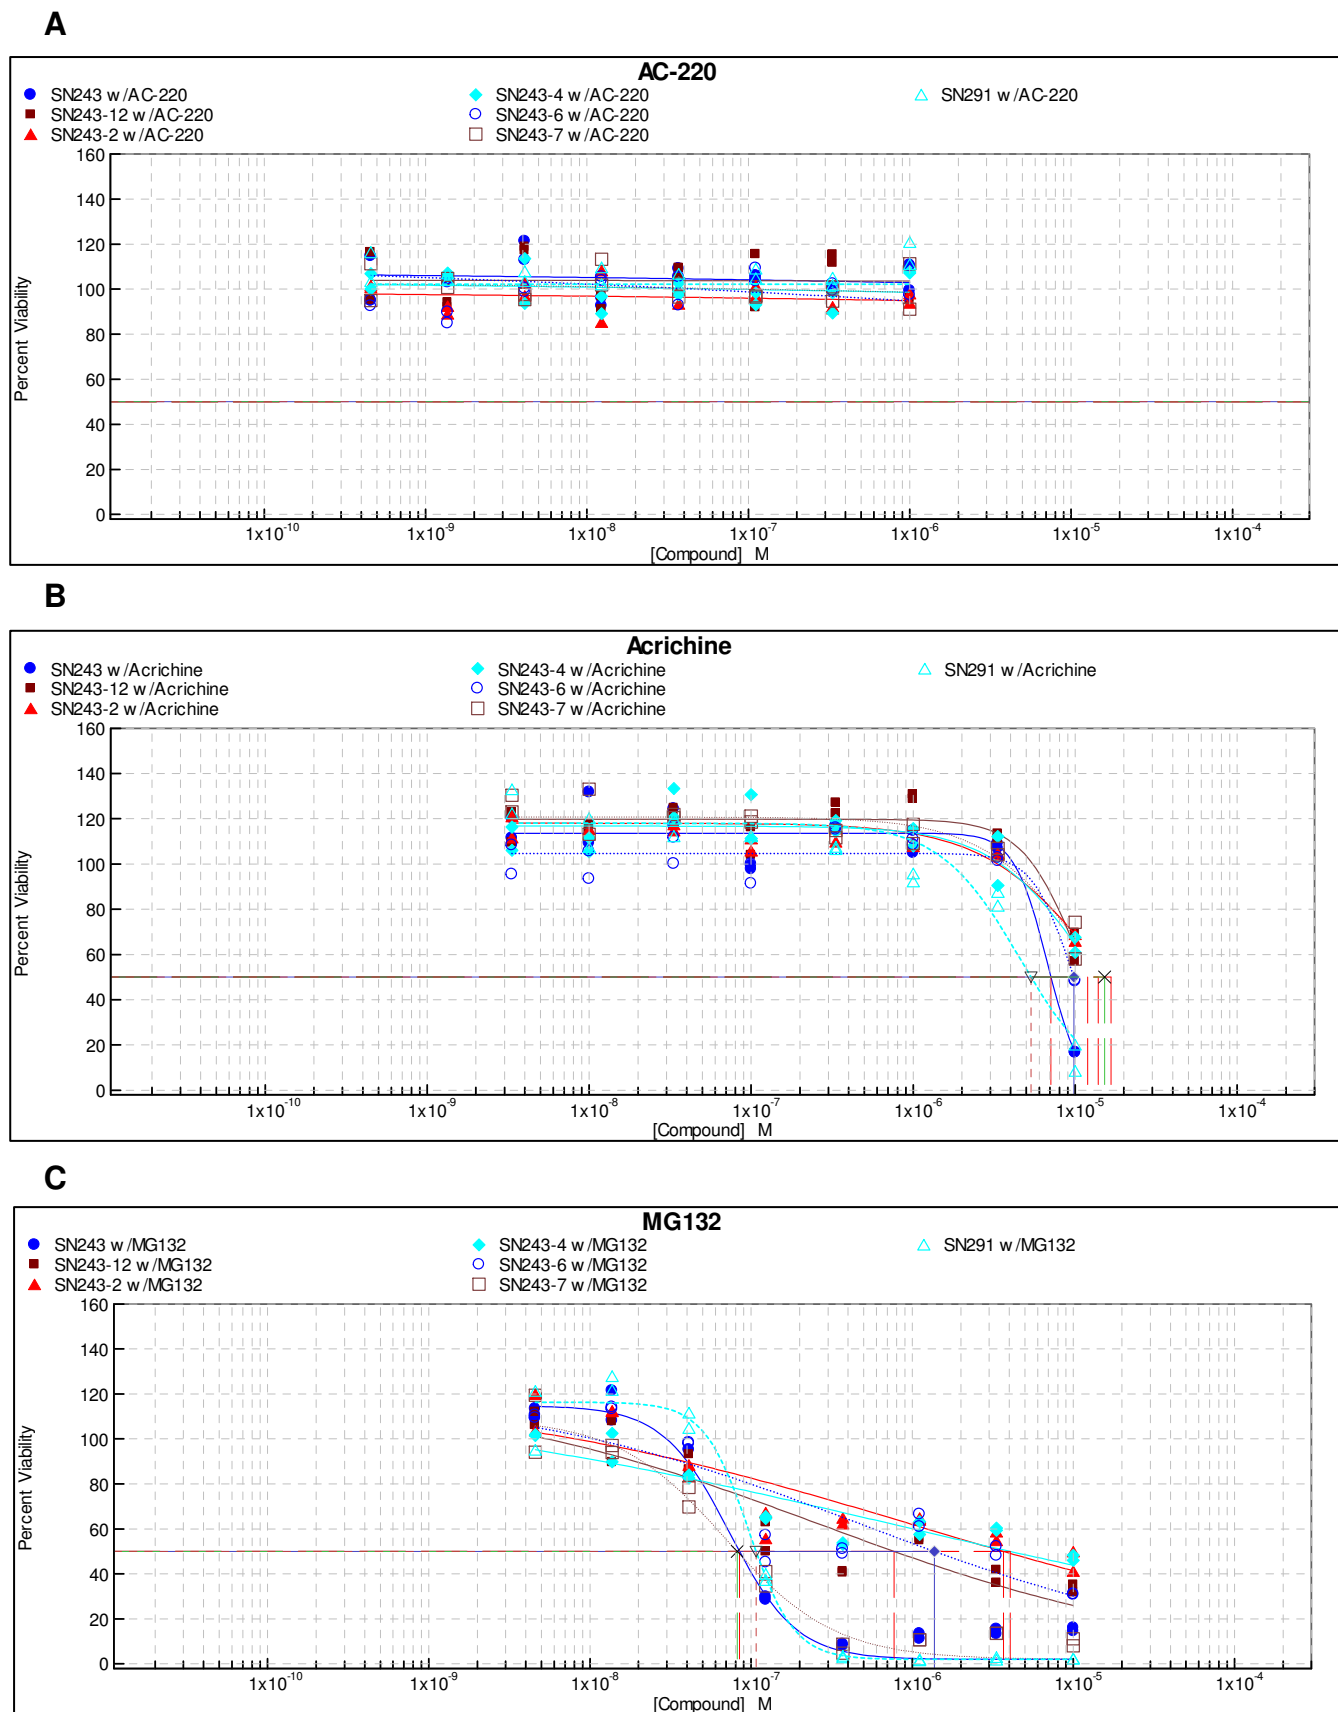 A
AC-220
SN243 w/AC-220
SN243-4 w/AC-220
SN291 w/AC-220
SN243-12 w/AC-220
SN243-6 w/AC-220
SN243-2 w/AC-220
SN243-7 w/AC-220
Percent Viability
160
140
120
100
80
60
40
20
0
1x10⁻¹⁰
1x10⁻⁹
1x10⁻⁸
1x10⁻⁷
1x10⁻⁶
1x10⁻⁵
1x10⁻⁴
[Compound] M
B
Acrichine
SN243 w/Acrichine
SN243-4 w/Acrichine
SN291 w/Acrichine
SN243-12 w/Acrichine
SN243-6 w/Acrichine
SN243-2 w/Acrichine
SN243-7 w/Acrichine
Percent Viability
160
140
120
100
80
60
40
20
0
1x10⁻¹⁰
1x10⁻⁹
1x10⁻⁸
1x10⁻⁷
1x10⁻⁶
1x10⁻⁵
1x10⁻⁴
[Compound] M
C
MG132
SN243 w/MG132
SN243-4 w/MG132
SN291 w/MG132
SN243-12 w/MG132
SN243-6 w/MG132
SN243-2 w/MG132
SN243-7 w/MG132
Percent Viability
160
140
120
100
80
60
40
20
0
1x10⁻¹⁰
1x10⁻⁹
1x10⁻⁸
1x10⁻⁷
1x10⁻⁶
1x10⁻⁵
1x10⁻⁴
[Compound] M